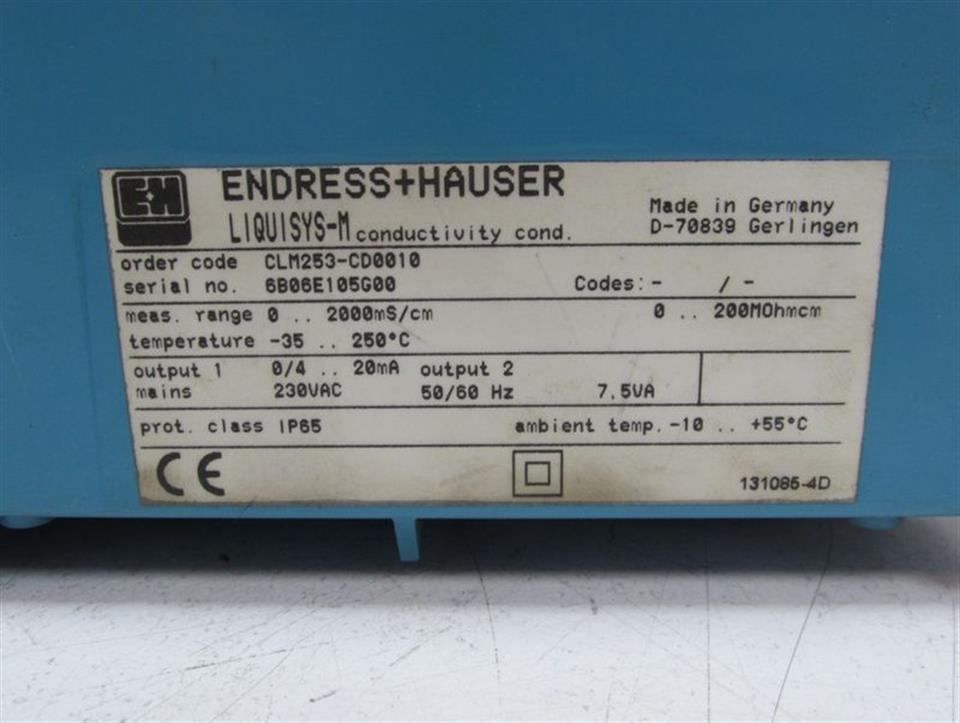 E+H ENDRESS+HAUSER
LIQUISYS-M conductivity cond.
Made in Germany
D-70839 Gerlingen
order code CLM253-CD0010
serial no. 6B06E105G00 Codes: - / -
meas. range 0 .. 2000mS/cm 0 .. 200MOhmcm
temperature -35 .. 250°C
output 1 0/4 .. 20mA output 2
mains 230VAC 50/60 Hz 7.5VA
prot. class IP65 ambient temp. -10 .. +55°C
CE 131085-4D